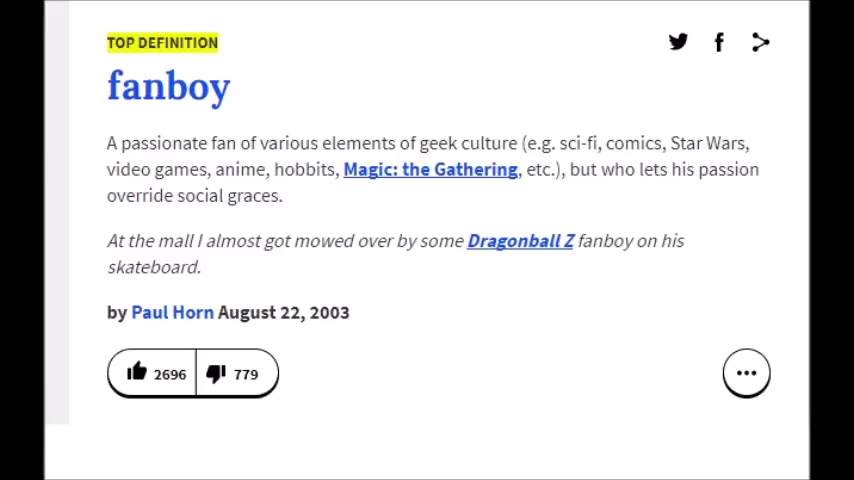 TOP DEFINITION
fanboy
A passionate fan of various elements of geek culture (e.g. sci-fi, comics, Star Wars,
video games, anime, hobbits, Magic: the Gathering, etc.), but who lets his passion
override social graces.
At the mall I almost got mowed over by some Dragonball Z fanboy on his
skateboard.
by Paul Horn August 22, 2003
2696 779